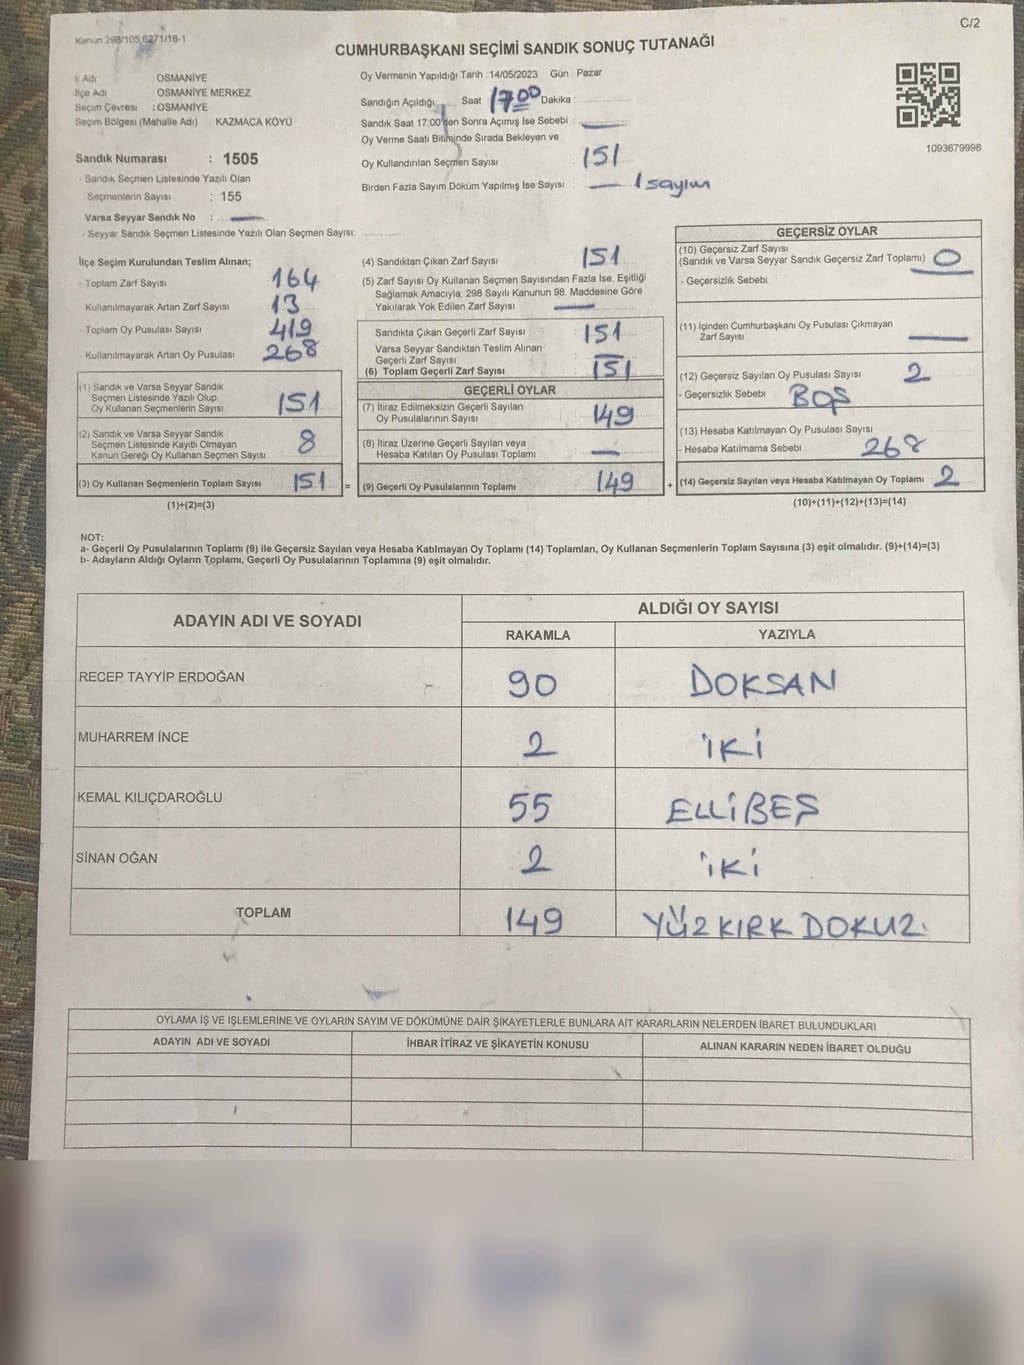 C/2
Kanun 298/105 6271/18-1
CUMHURBAŞKANI SEÇİMİ SANDIK SONUÇ TUTANAĞI
İl Adı : OSMANİYE
İlçe Adı OSMANİYE MERKEZ
Seçim Çevresi : OSMANİYE
Seçim Bölgesi (Mahalle Adı) KAZMACA KÖYÜ
Sandık Numarası : 1505
- Sandık Seçmen Listesinde Yazılı Olan
Seçmenlerin Sayısı : 155
Varsa Seyyar Sandık No :
- Seyyar Sandık Seçmen Listesinde Yazılı Olan Seçmen Sayısı:
Oy Vermenin Yapıldığı Tarih : 14/05/2023 Gün Pazar
Sandığın Açıldığı Saat : 17.00 Dakika :
Sandık Saat 17:00'den Sonra Açımış İse Sebebi :
Oy Verme Saati Bitiminde Sırada Bekleyen ve
Oy Kullandırılan Seçmen Sayısı 151
Birden Fazla Sayım Döküm Yapılmış İse Sayısı : 1 sayım
1093679998
İlçe Seçim Kurulundan Teslim Alınan;
- Toplam Zarf Sayısı 164
Kullanılmayarak Artan Zarf Sayısı 13
- Toplam Oy Pusulası Sayısı 419
- Kullanılmayarak Artan Oy Pusulası 268
(1) Sandık ve Varsa Seyyar Sandık
Seçmen Listesinde Yazılı Olup
Oy Kullanan Seçmenlerin Sayısı 151
(2) Sandık ve Varsa Seyyar Sandık
Seçmen Listesinde Kayıtlı Olmayan
Kanun Gereği Oy Kullanan Seçmen Sayısı 8
(3) Oy Kullanan Seçmenlerin Toplam Sayısı 151 =
(1)+(2)=(3)
(4) Sandıktan Çıkan Zarf Sayısı 151
(5) Zarf Sayısı Oy Kullanan Seçmen Sayısından Fazla İse, Eşitliği
Sağlamak Amacıyla; 298 Sayılı Kanunun 98. Maddesine Göre
Yakılarak Yok Edilen Zarf Sayısı
Sandıkta Çıkan Geçerli Zarf Sayısı 151
Varsa Seyyar Sandıktan Teslim Alınan
Geçerli Zarf Sayısı
(6) Toplam Geçerli Zarf Sayısı 151
GEÇERLİ OYLAR
(7) İtiraz Edilmeksizin Geçerli Sayılan
Oy Pusulalarının Sayısı 149
(8) İtiraz Üzerine Geçerli Sayılan veya
Hesaba Katılan Oy Pusulası Toplamı
(9) Geçerli Oy Pusulalarının Toplamı 149 +
GEÇERSİZ OYLAR
(10) Geçersiz Zarf Sayısı
(Sandık ve Varsa Seyyar Sandık Geçersiz Zarf Toplamı) 0
- Geçersizlik Sebebi :
(11) İçinden Cumhurbaşkanı Oy Pusulası Çıkmayan
Zarf Sayısı
(12) Geçersiz Sayılan Oy Pusulası Sayısı 2
- Geçersizlik Sebebi BOŞ
(13) Hesaba Katılmayan Oy Pusulası Sayısı
- Hesaba Katılmama Sebebi : 268
(14) Geçersiz Sayılan veya Hesaba Katılmayan Oy Toplamı 2
(10)+(11)+(12)+(13)=(14)
NOT:
a- Geçerli Oy Pusulalarının Toplamı (9) ile Geçersiz Sayılan veya Hesaba Katılmayan Oy Toplamı (14) Toplamları, Oy Kullanan Seçmenlerin Toplam Sayısına (3) eşit olmalıdır. (9)+(14)=(3)
b- Adayların Aldığı Oyların Toplamı, Geçerli Oy Pusulalarının Toplamına (9) eşit olmalıdır.
ADAYIN ADI VE SOYADI
ALDIĞI OY SAYISI
RAKAMLA YAZIYLA
RECEP TAYYİP ERDOĞAN 90 DOKSAN
MUHARREM İNCE 2 İKİ
KEMAL KILIÇDAROĞLU 55 ELLİBEŞ
SİNAN OĞAN 2 İKİ
TOPLAM 149 YÜZKIRKDOKUZ.
OYLAMA İŞ VE İŞLEMLERİNE VE OYLARIN SAYIM VE DÖKÜMÜNE DAİR ŞİKAYETLERLE BUNLARA AİT KARARLARIN NELERDEN İBARET BULUNDUKLARI
ADAYIN ADI VE SOYADI İHBAR İTİRAZ VE ŞİKAYETİN KONUSU ALINAN KARARIN NEDEN İBARET OLDUĞU